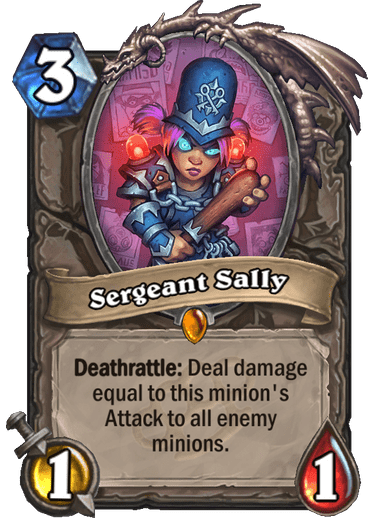 3
Sergeant Sally
Deathrattle: Deal damage
equal to this minion's
Attack to all enemy
minions.
1
1